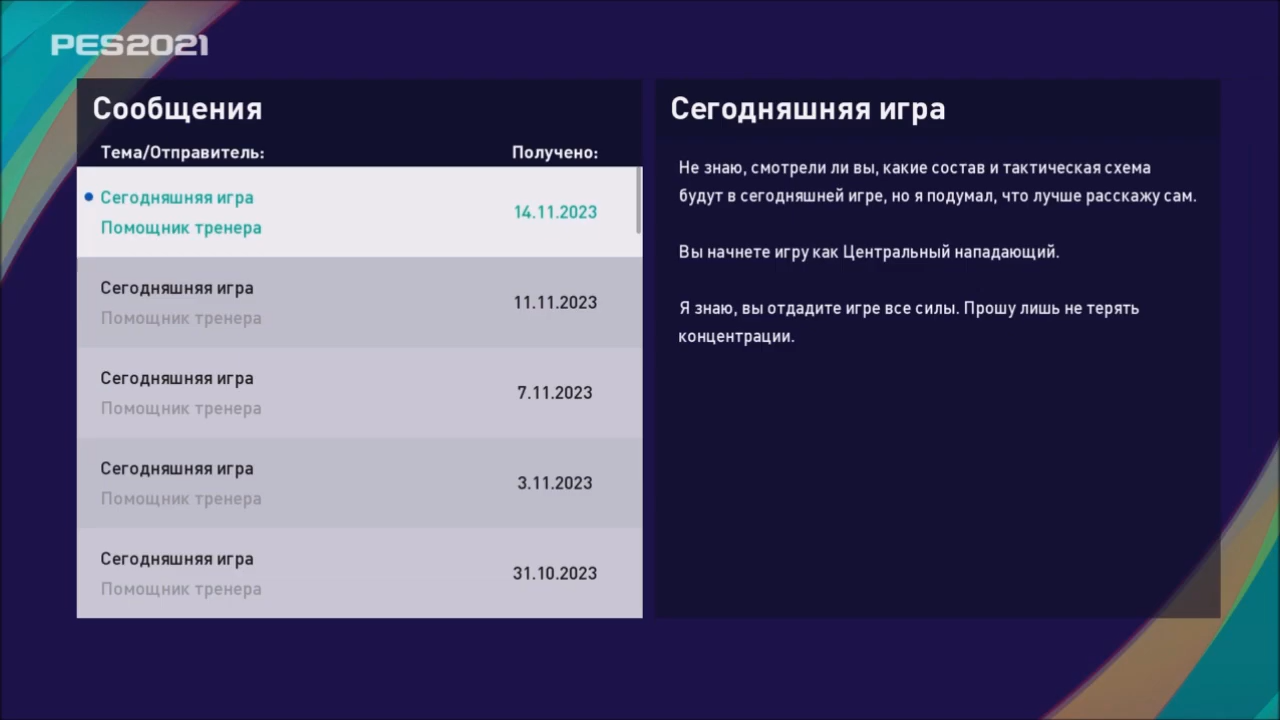 PES2021
Сообщения
Тема/Отправитель:
Получено:
Сегодняшняя игра
Помощник тренера
14.11.2023
Сегодняшняя игра
Помощник тренера
11.11.2023
Сегодняшняя игра
Помощник тренера
7.11.2023
Сегодняшняя игра
Помощник тренера
3.11.2023
Сегодняшняя игра
Помощник тренера
31.10.2023
Сегодняшняя игра
Не знаю, смотрели ли вы, какие состав и тактическая схема
будут в сегодняшней игре, но я подумал, что лучше расскажу сам.
Вы начнете игру как Центральный нападающий.
Я знаю, вы отдадите игре все силы. Прошу лишь не терять
концентрации.